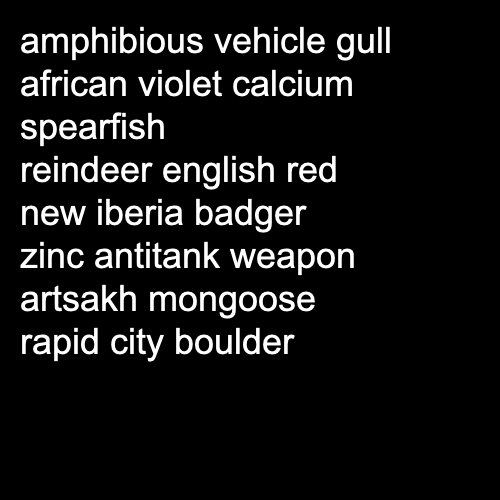 amphibious vehicle gull
african violet calcium
spearfish
reindeer english red
new iberia badger
zinc antitank weapon
artsakh mongoose
rapid city boulder